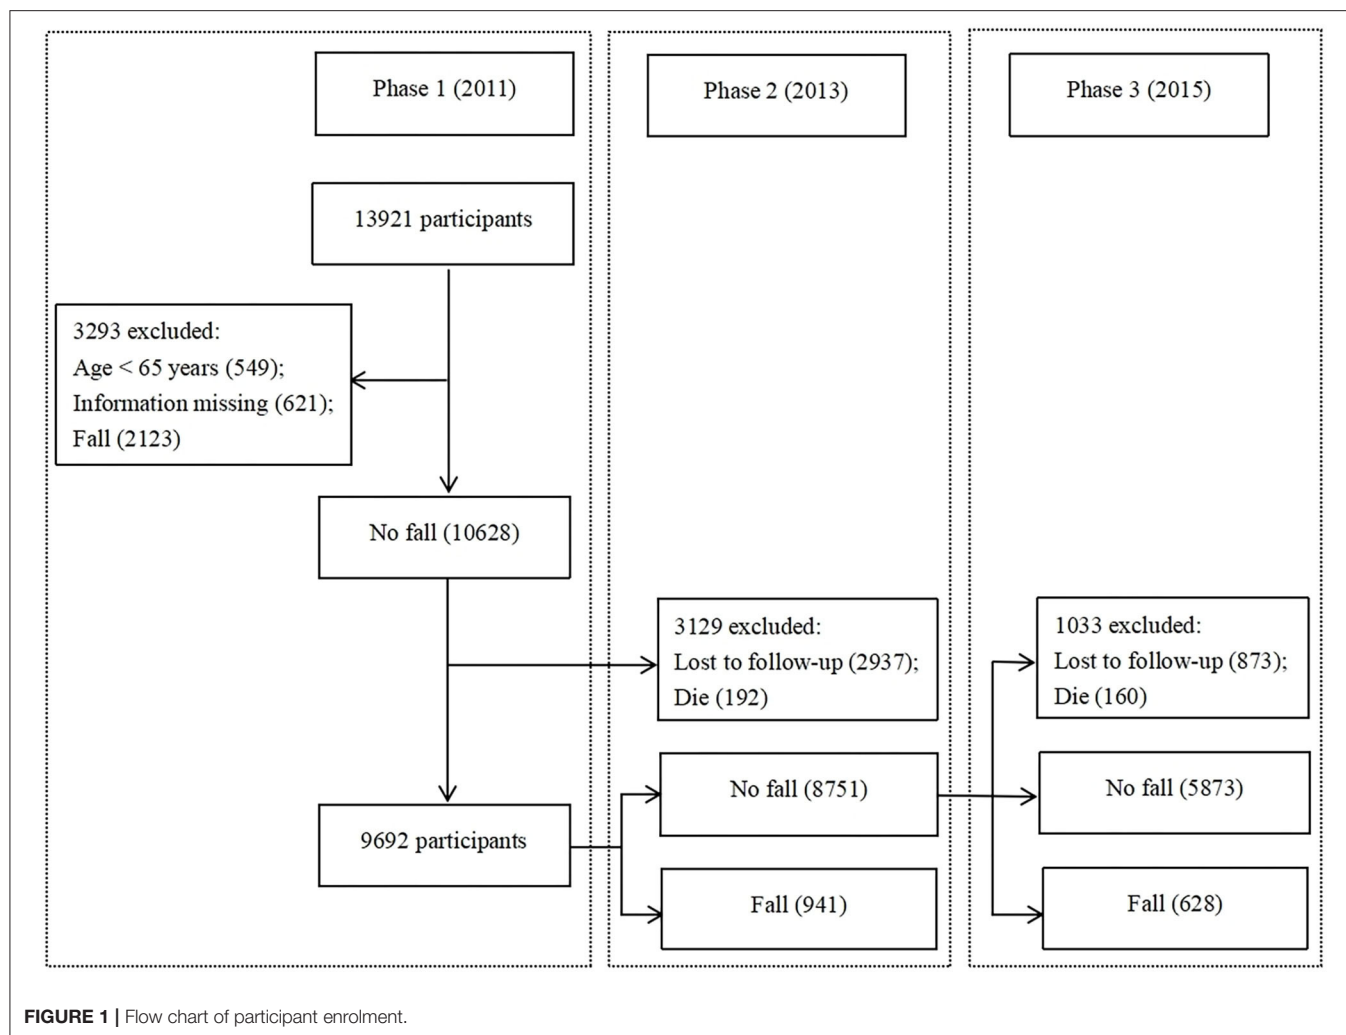 Phase 1 (2011)
13921 participants
3293 excluded:
Age < 65 years (549);
Information missing (621);
Fall (2123)
No fall (10628)
9692 participants
Phase 2 (2013)
3129 excluded:
Lost to follow-up (2937);
Die (192)
No fall (8751)
Fall (941)
Phase 3 (2015)
1033 excluded:
Lost to follow-up (873);
Die (160)
No fall (5873)
Fall (628)
FIGURE 1 | Flow chart of participant enrolment.